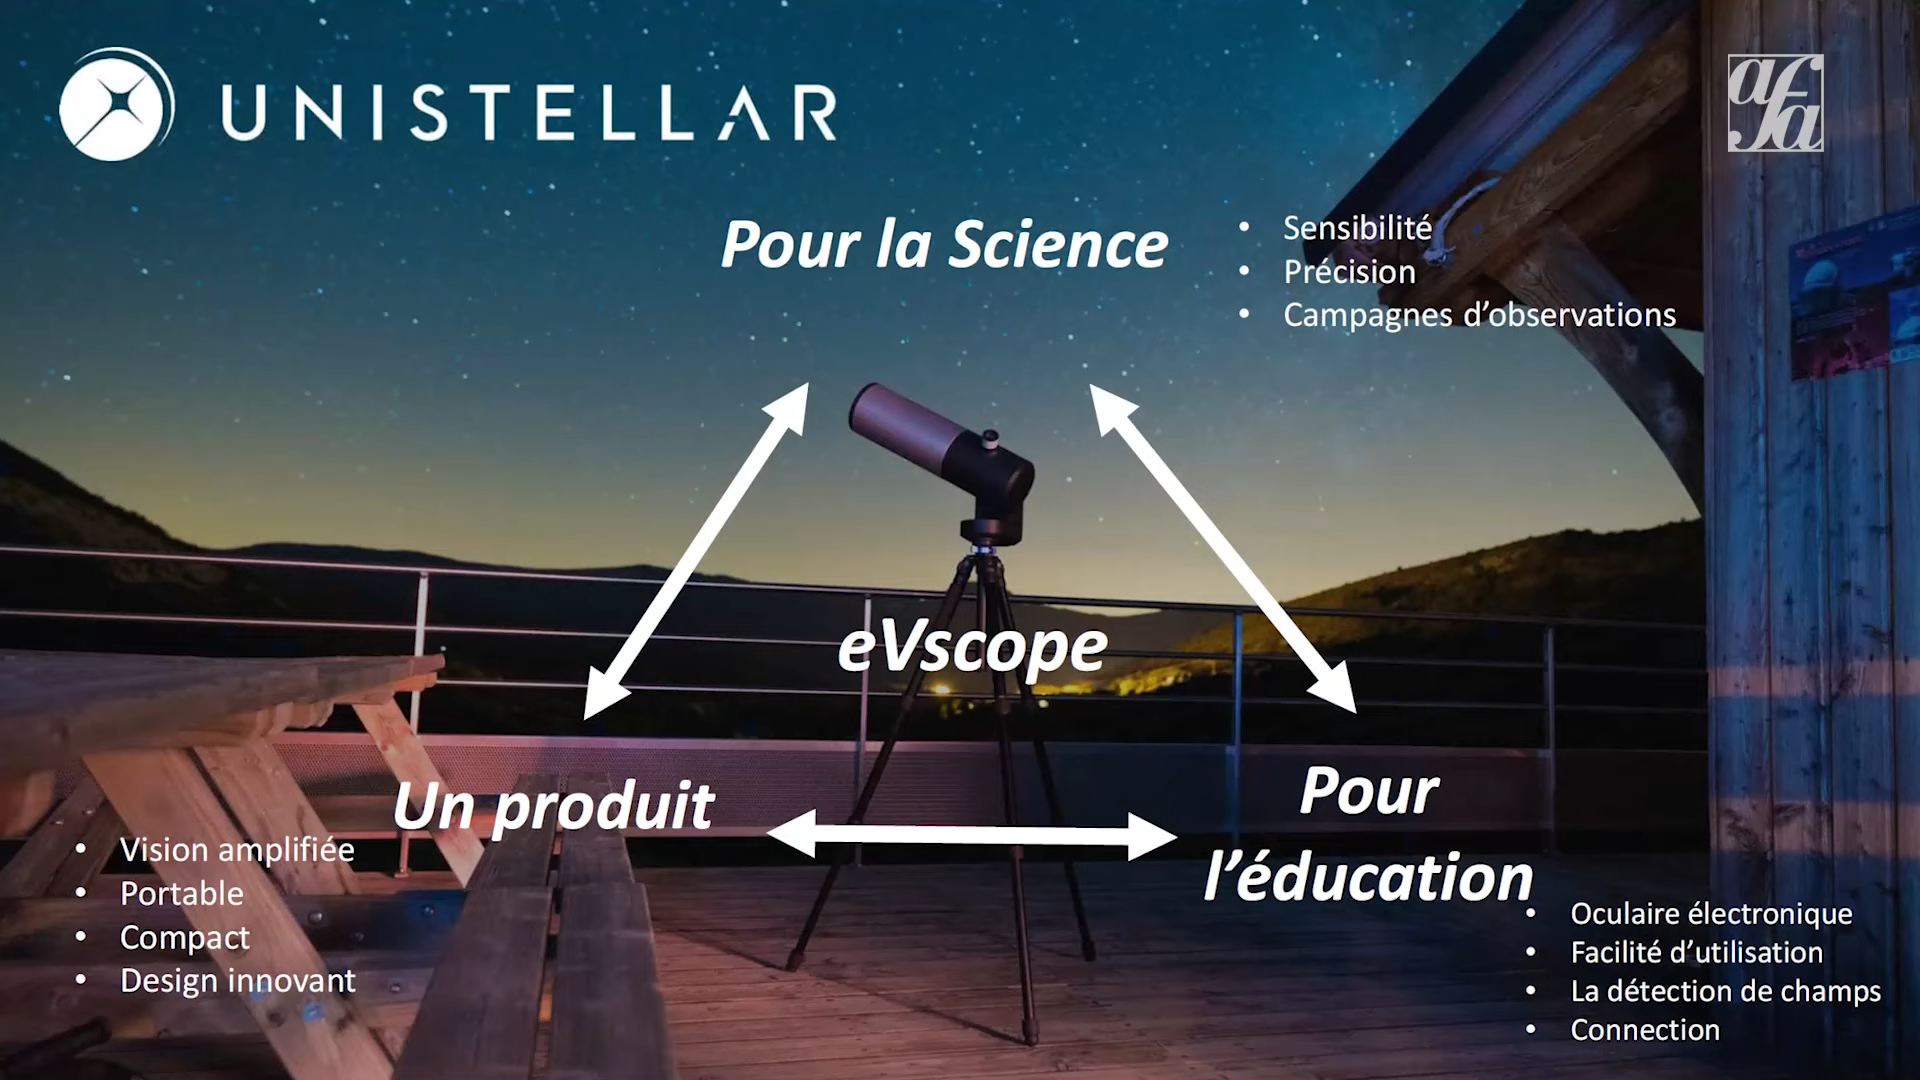 UNISTELLAR
afa
Pour la Science
• Sensibilité
• Précision
• Campagnes d’observations
eVscope
Un produit
• Vision amplifiée
• Portable
• Compact
• Design innovant
Pour
l’éducation
• Oculaire électronique
• Facilité d’utilisation
• La détection de champs
• Connection